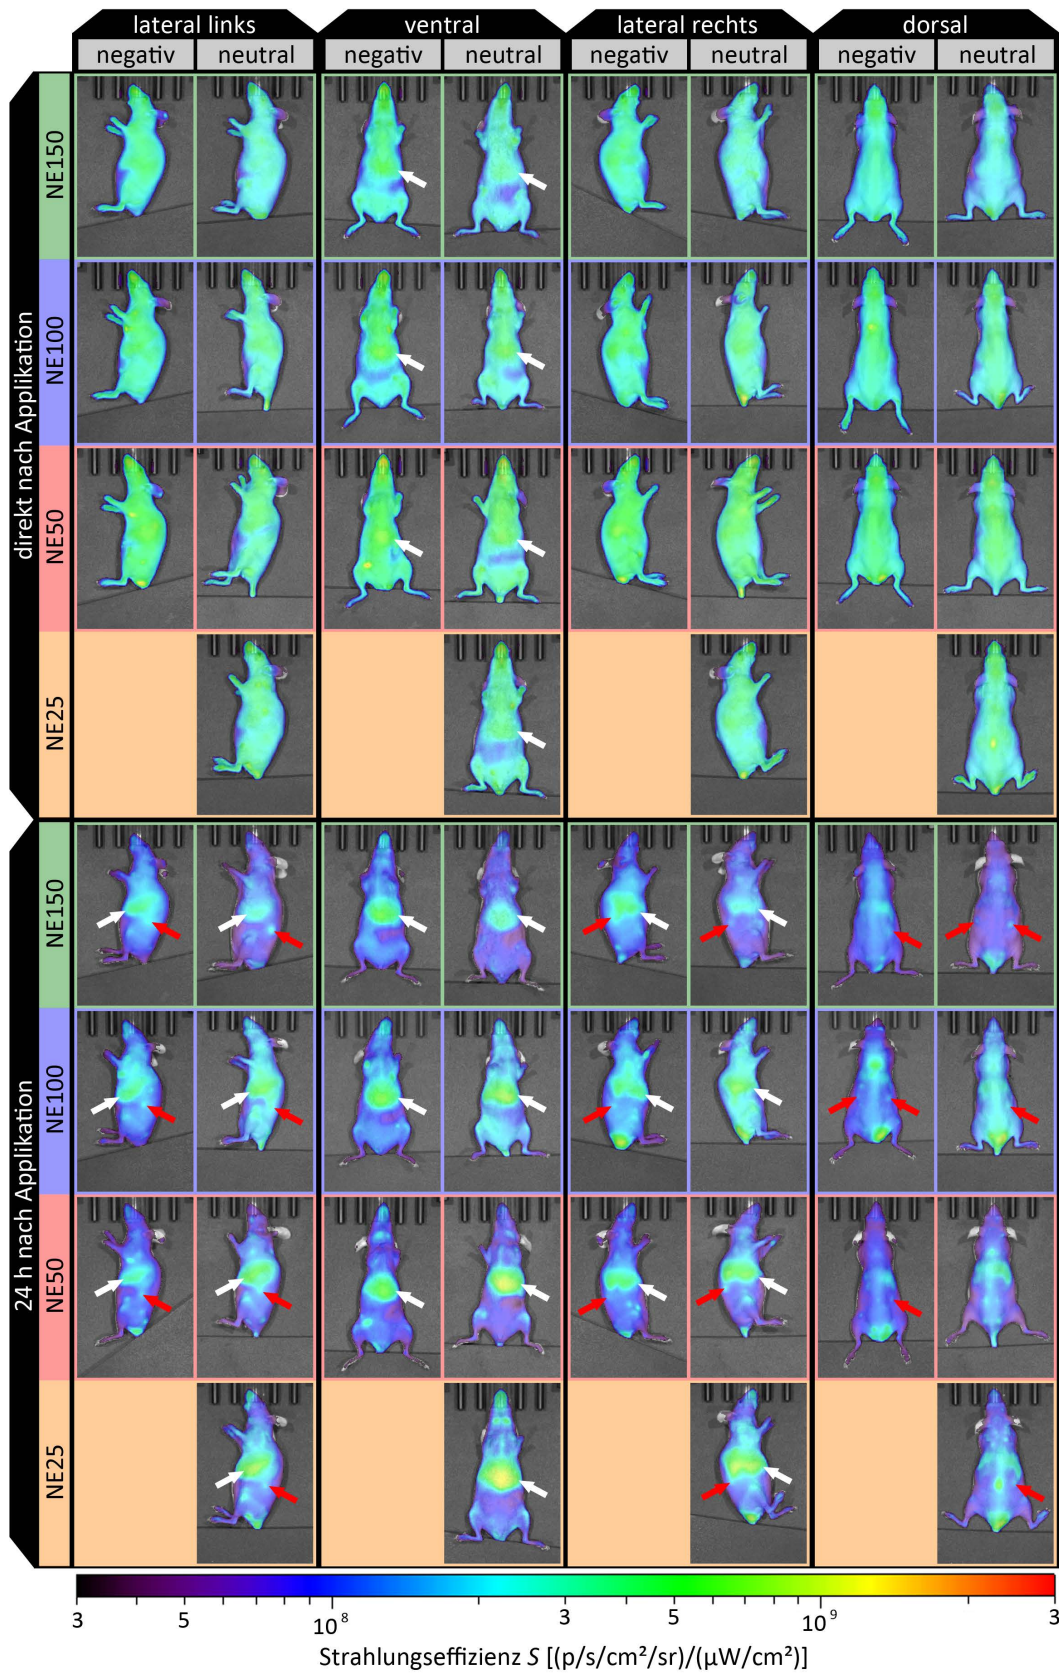 lateral links ventral lateral rechts dorsal
negativ neutral negativ neutral negativ neutral negativ neutral
direkt nach Applikation
NE150
NE100
NE50
NE25
24 h nach Applikation
NE150
NE100
NE50
NE25
3 5 10⁸ 3 5 10⁹ 3
Strahlungseffizienz S [(p/s/cm²/sr)/(µW/cm²)]